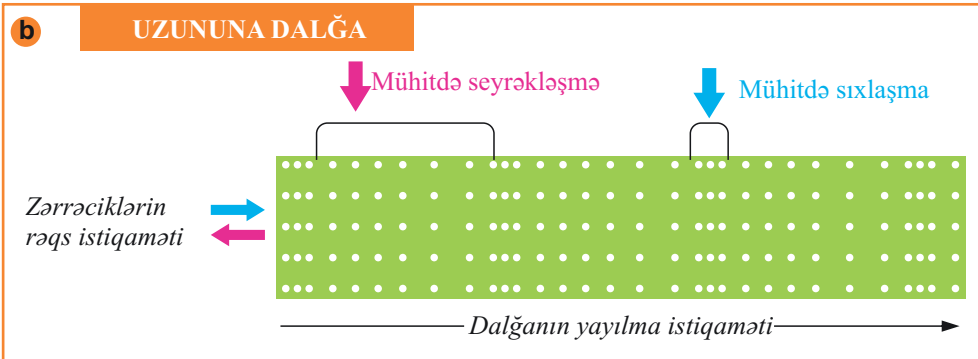 b
UZUNUNA DALĞA
Mühitdə seyrəkləşmə
Mühitdə sıxlaşma
Zərrəciklərin
rəqs istiqaməti
Dalğanın yayılma istiqaməti